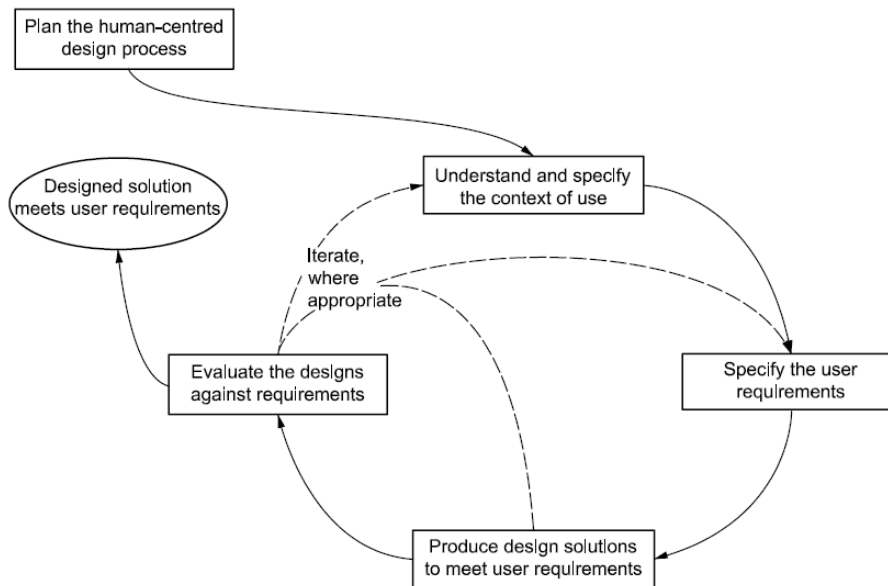 Plan the human-centred
design process
Understand and specify
the context of use
Designed solution
meets user requirements
Iterate,
where
appropriate
Evaluate the designs
against requirements
Specify the user
requirements
Produce design solutions
to meet user requirements